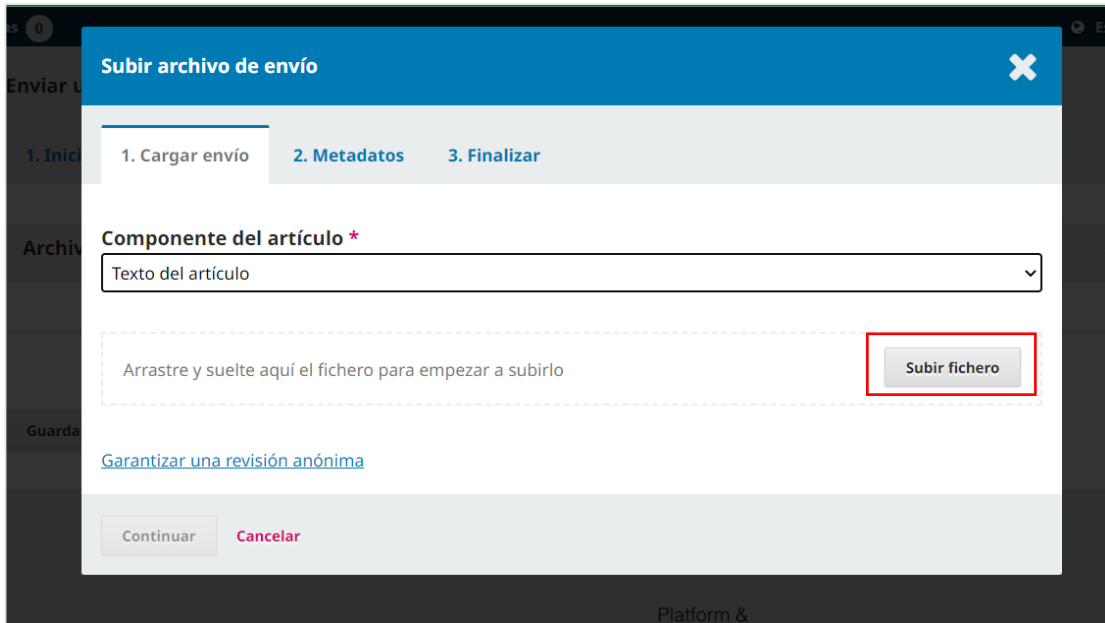 0
Enviar
1. Inici
Archiv
Guarda
Subir archivo de envío
1. Cargar envío
2. Metadatos
3. Finalizar
Componente del artículo *
Texto del artículo
Arrastre y suelte aquí el fichero para empezar a subirlo
Subir fichero
Garantizar una revisión anónima
Continuar
Cancelar
Platform &